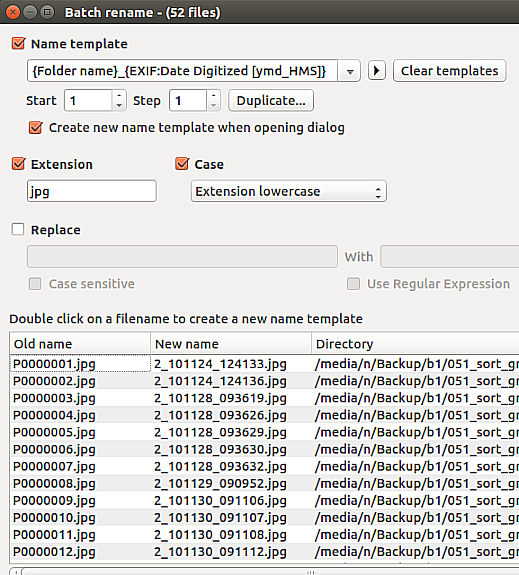 Batch rename - (52 files)
Name template
{Folder name}_{EXIF:Date Digitized [ymd_HMS]}
Clear templates
Start 1 Step 1 Duplicate...
Create new name template when opening dialog
Extension Case
jpg Extension lowercase
Replace
With
Case sensitive Use Regular Expression
Double click on a filename to create a new name template
Old name New name Directory
P0000001.jpg 2_101124_124133.jpg /media/n/Backup/b1/051_sort_gr
P0000002.jpg 2_101124_124136.jpg /media/n/Backup/b1/051_sort_gr
P0000003.jpg 2_101128_093619.jpg /media/n/Backup/b1/051_sort_gr
P0000004.jpg 2_101128_093626.jpg /media/n/Backup/b1/051_sort_gr
P0000005.jpg 2_101128_093629.jpg /media/n/Backup/b1/051_sort_gr
P0000006.jpg 2_101128_093630.jpg /media/n/Backup/b1/051_sort_gr
P0000007.jpg 2_101128_093632.jpg /media/n/Backup/b1/051_sort_gr
P0000008.jpg 2_101129_090952.jpg /media/n/Backup/b1/051_sort_gr
P0000009.jpg 2_101130_091106.jpg /media/n/Backup/b1/051_sort_gr
P0000010.jpg 2_101130_091107.jpg /media/n/Backup/b1/051_sort_gr
P0000011.jpg 2_101130_091108.jpg /media/n/Backup/b1/051_sort_gr
P0000012.jpg 2_101130_091112.jpg /media/n/Backup/b1/051_sort_gr